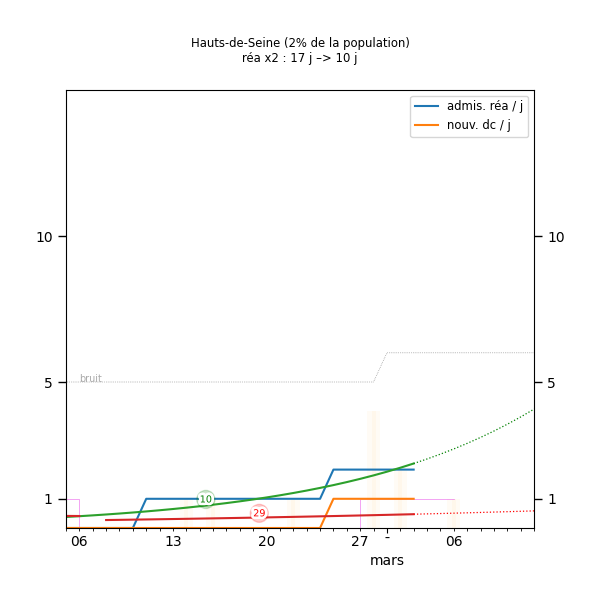 Hauts-de-Seine (2% de la population)
réa x2 : 17 j –> 10 j
admis. réa / j
nouv. dc / j
10 10
bruit
5 5
10
1 1
29
06 13 20 27 - 06
mars